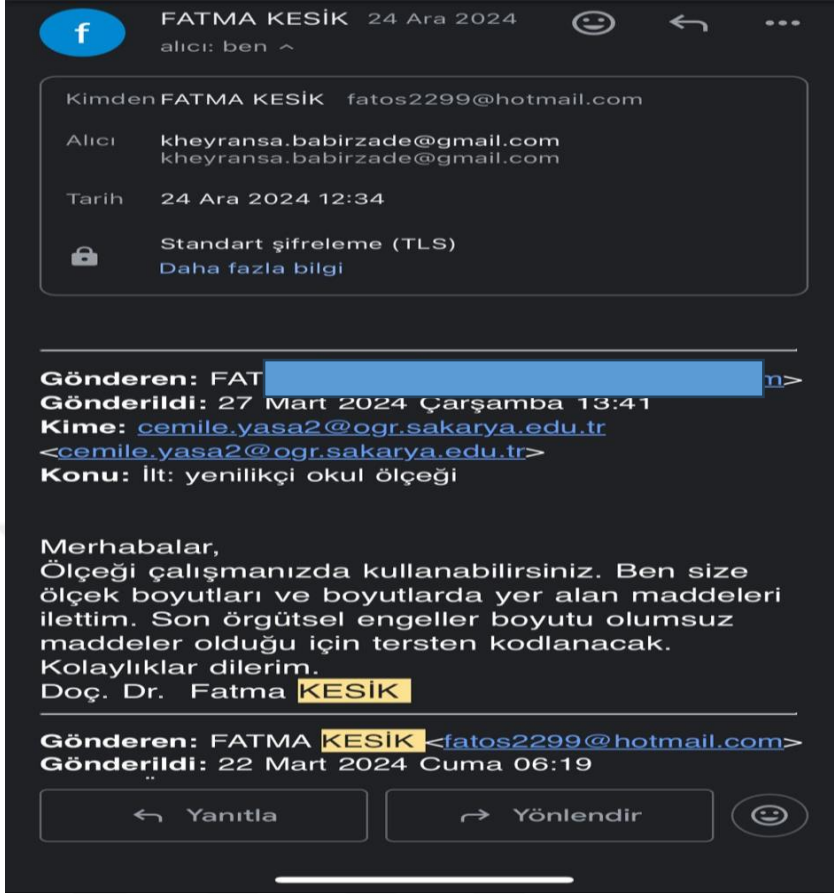 f
FATMA KESİK 24 Ara 2024
alıcı: ben
Kimden FATMA KESİK fatos2299@hotmail.com
Alıcı kheyransa.babirzade@gmail.com
kheyransa.babirzade@gmail.com
Tarih 24 Ara 2024 12:34
Standart şifreleme (TLS)
Daha fazla bilgi
Gönderen: FAT m>
Gönderildi: 27 Mart 2024 Çarşamba 13:41
Kime: cemile.yasa2@ogr.sakarya.edu.tr
<cemile.yasa2@ogr.sakarya.edu.tr>
Konu: İlt: yenilikçi okul ölçeği
Merhabalar,
Ölçeği çalışmanızda kullanabilirsiniz. Ben size
ölçek boyutları ve boyutlarda yer alan maddeleri
ilettim. Son örgütsel engeller boyutu olumsuz
maddeler olduğu için tersten kodlanacak.
Kolaylıklar dilerim.
Doç. Dr. Fatma KESİK
Gönderen: FATMA KESİK <fatos2299@hotmail.com>
Gönderildi: 22 Mart 2024 Cuma 06:19
Yanıtla
Yönlendir